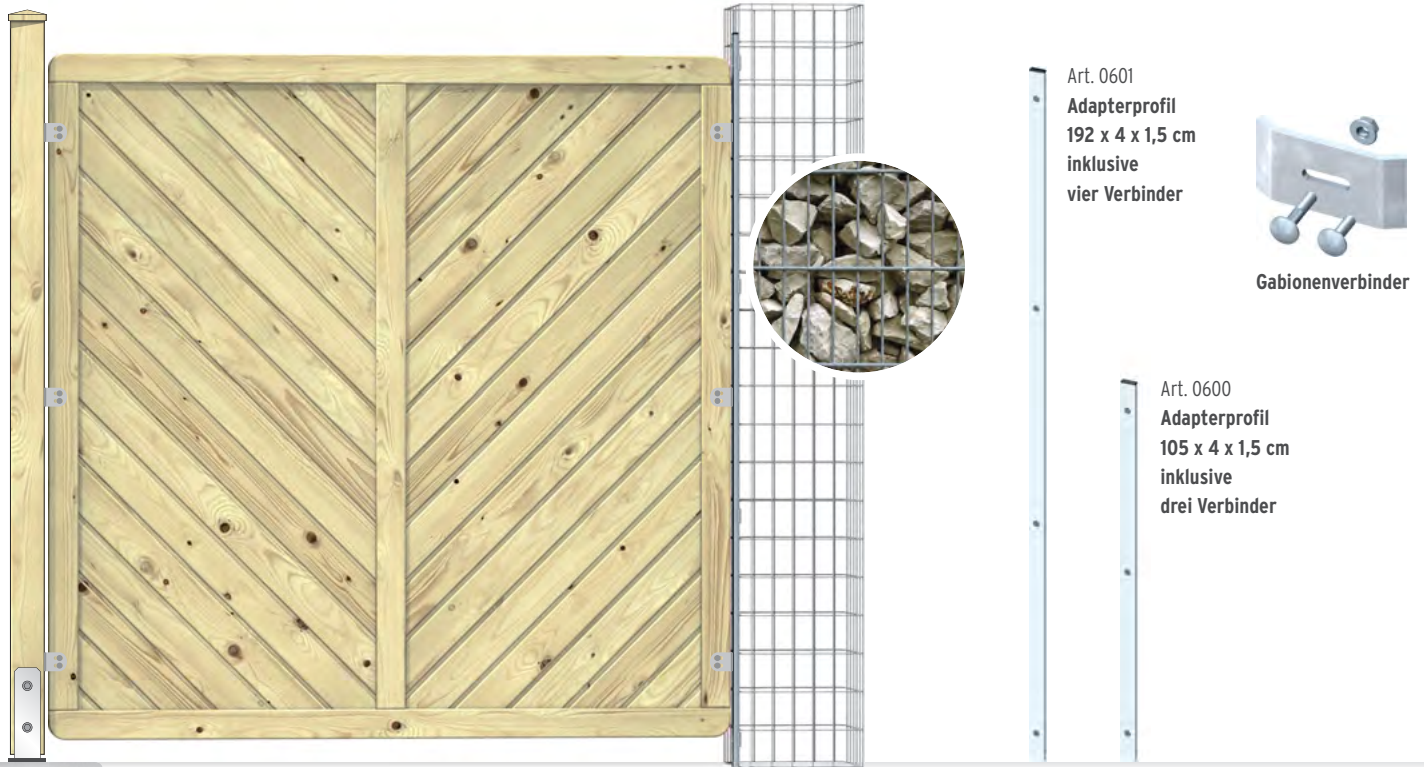 Art. 0601
Adapterprofil
192 x 4 x 1,5 cm
inklusive
vier Verbinder
Gabionenverbinder
Art. 0600
Adapterprofil
105 x 4 x 1,5 cm
inklusive
drei Verbinder